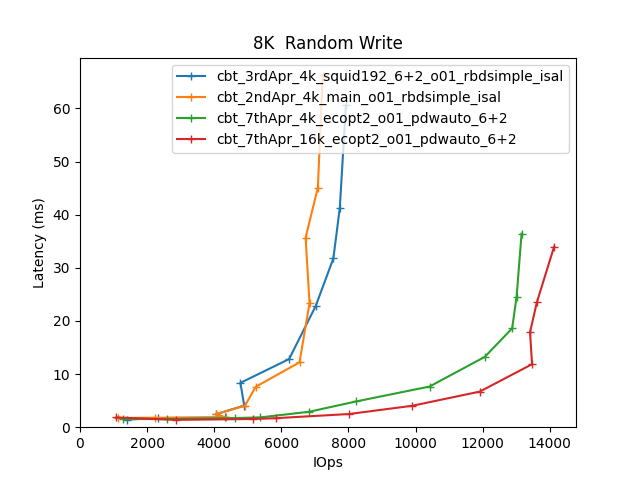 8K  Random Write
cbt_3rdApr_4k_squid192_6+2_o01_rbdsimple_isal
cbt_2ndApr_4k_main_o01_rbdsimple_isal
cbt_7thApr_4k_ecopt2_o01_pdwauto_6+2
cbt_7thApr_16k_ecopt2_o01_pdwauto_6+2
Latency (ms)
60
50
40
30
20
10
0
0 2000 4000 6000 8000 10000 12000 14000
IOps